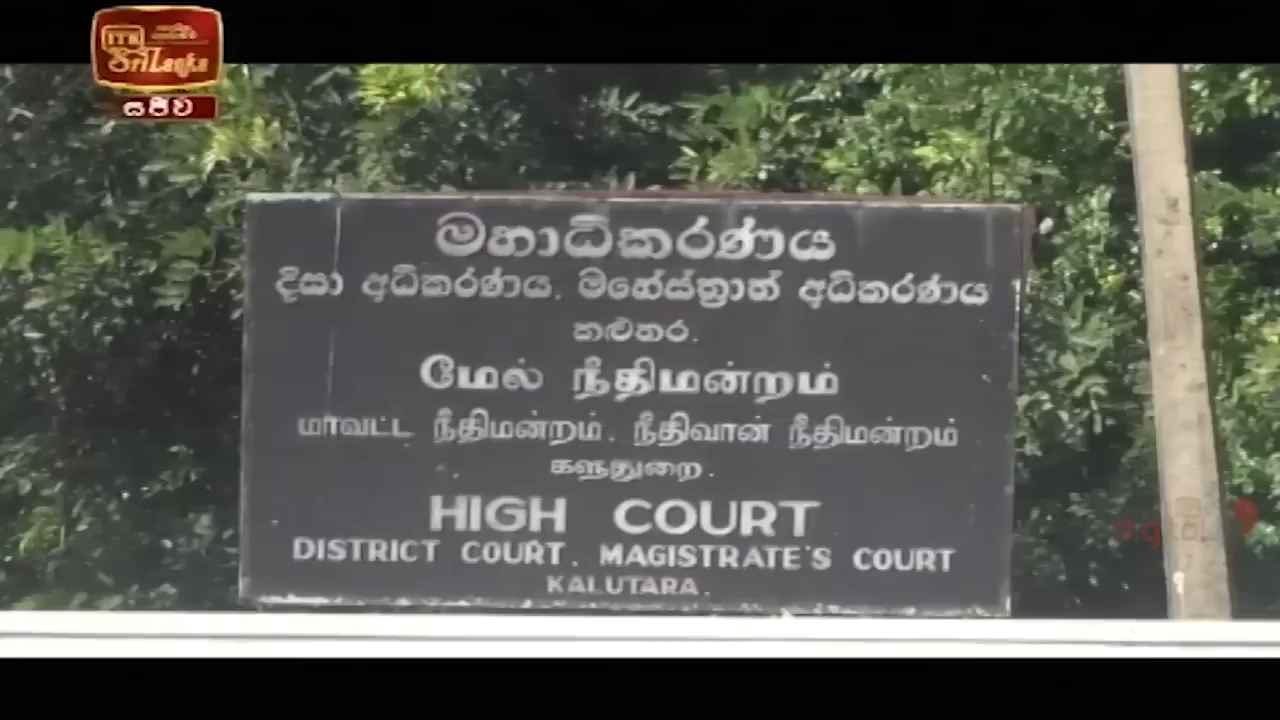 ITN
Sri Lanka
සජීව
මහාධිකරණය
දිසා අධිකරණය. මහේස්ත්‍රාත් අධිකරණය
කළුතර.
மேல் நீதிமன்றம்
மாவட்ட நீதிமன்றம். நீதிவான் நீதிமன்றம்
களுத்துறை.
HIGH COURT
DISTRICT COURT. MAGISTRATE'S COURT
KALUTARA.